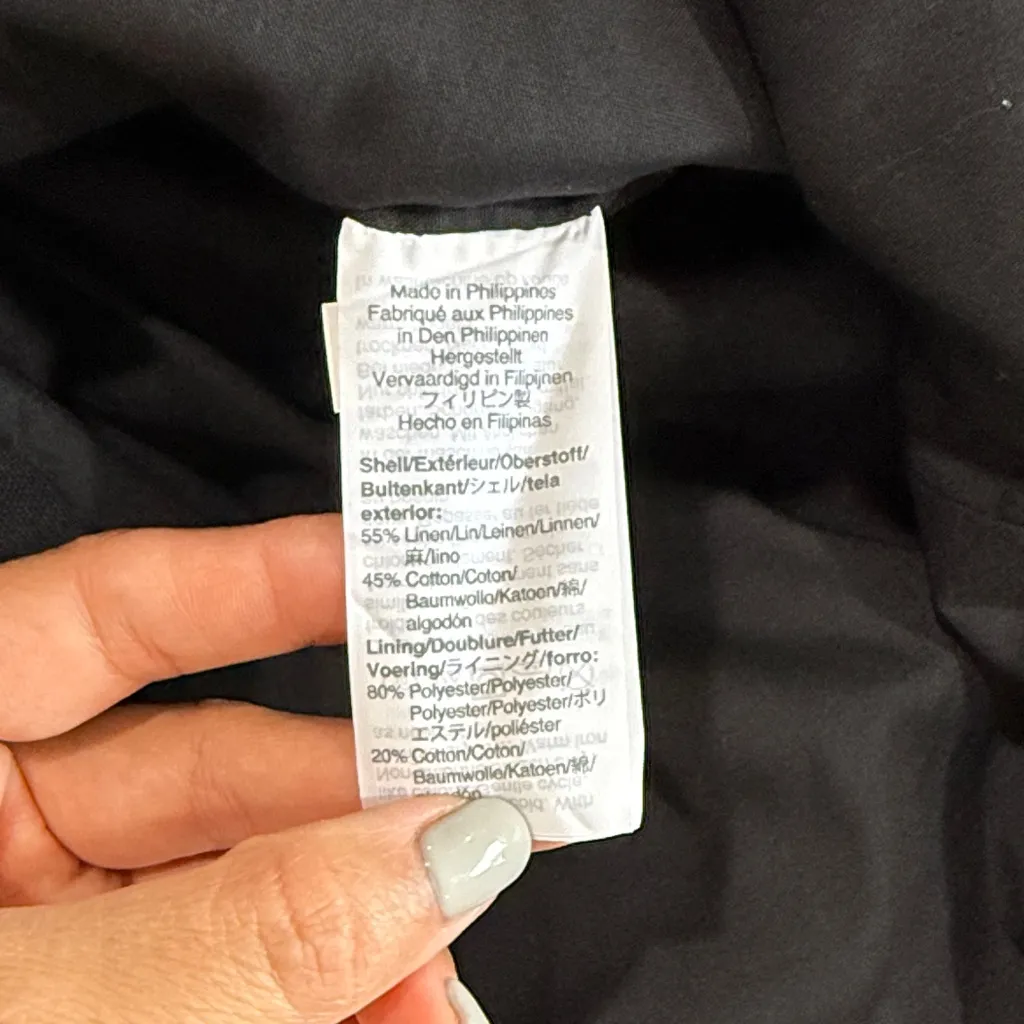 Made in Philippines
Fabriqué aux Philippines
in Den Philippinen
Hergestellt
Vervaardigd in Filipijnen
フィリピン製
Hecho en Filipinas
Shell/Extérieur/Oberstoff/
Buitenkant/シェル/tela
exterior:
55% Linen/Lin/Leinen/Linnen/
麻/lino
45% Cotton/Coton/
Baumwolle/Katoen/綿/
algodón
Lining/Doublure/Futter/
Voering/ライニング/forro:
80% Polyester/Polyester/
Polyester/Polyester/ポリ
エステル/poliéster
20% Cotton/Coton/
Baumwolle/Katoen/綿/